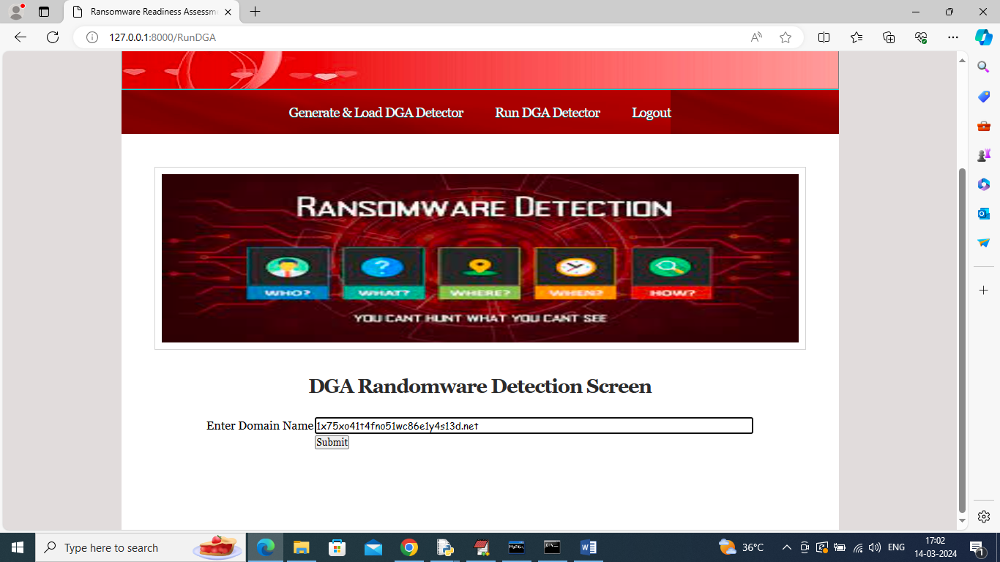 Ransomware Readiness Assessm
127.0.0.1:8000/RunDGA
Generate & Load DGA Detector Run DGA Detector Logout
RANSOMWARE DETECTION
WHO? WHAT? WHERE? WHEN? HOW?
YOU CANT HUNT WHAT YOU CANT SEE
DGA Randomware Detection Screen
Enter Domain Name 1x75xo41t4fno51wc86e1y4s13d.net
Submit
Type here to search
36°C
ENG
17:02
14-03-2024
1